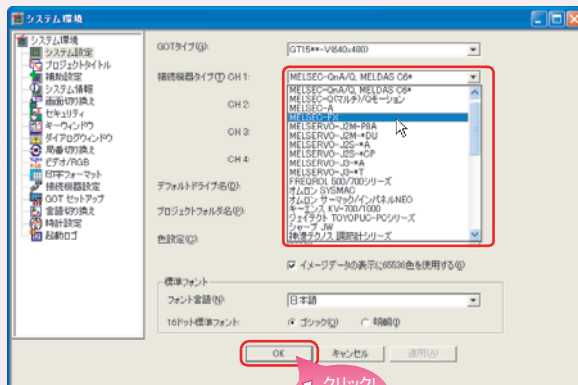 システム環境
システム環境
システム設定
プロジェクトタイトル
補助設定
システム情報
画面切り換え
セキュリティ
キーウィンドウ
ダイアログウィンドウ
局番切り換え
ビデオ/RGB
印字フォーマット
接続機器設定
GOT セットアップ
言語切り換え
時計設定
起動ロゴ
GOTタイプ(G):
GT15**-V(640x480)
接続機器タイプ(T) CH 1:
MELSEC-QnA/Q, MELDAS C6*
CH 2:
CH 3:
CH 4:
MELSEC-QnA/Q, MELDAS C6*
MELSEC-Q(マルチ)/Qモーション
MELSEC-A
MELSEC-FX
MELSERVO-J2M-P8A
MELSERVO-J2M-*DU
MELSERVO-J2S-*A
MELSERVO-J2S-*CP
MELSERVO-J3-*A
MELSERVO-J3-*T
FREQROL 500/700シリーズ
オムロン SYSMAC
オムロン サーマック/インパネルNEO
キーエンス KV-700/1000
ジェイテクト TOYOPUC-PCシリーズ
シャープ JW
神港テクノス 調節計シリーズ
デフォルトドライブ名(D):
プロジェクトフォルダ名(P):
色設定(C):
イメージデータの表示に65536色を使用する(6)
標準フォント
フォント言語(N):
日本語
16ドット標準フォント:
ゴシック(O)
明朝(I)
OK
キャンセル
適用(A)
クリック!